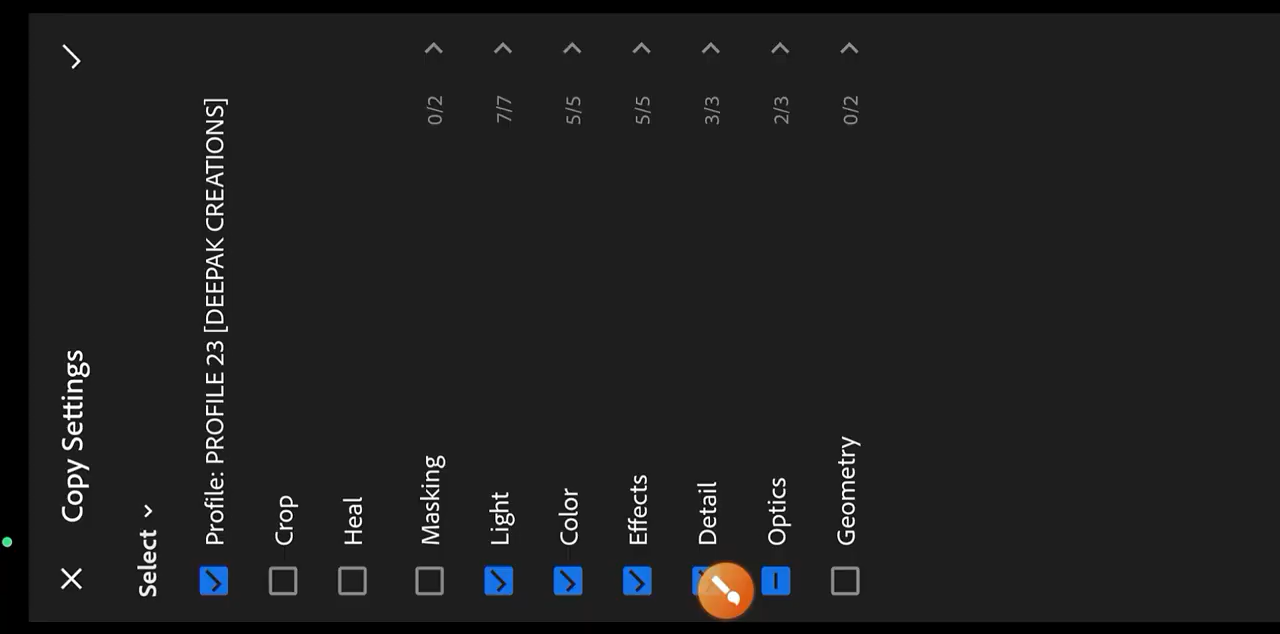 Copy Settings
Select
Profile: PROFILE 23 [DEEPAK CREATIONS]
Crop
Heal
Masking 0/2
Light 7/7
Color 5/5
Effects 5/5
Detail 3/3
Optics 2/3
Geometry 0/2